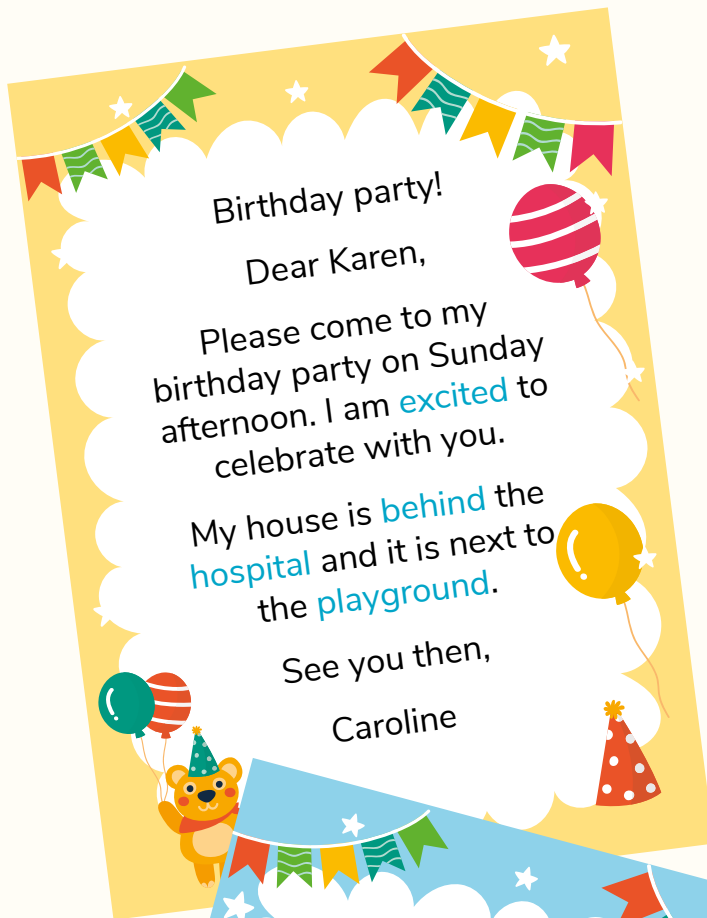 Birthday party!
Dear Karen,
Please come to my
birthday party on Sunday
afternoon. I am excited to
celebrate with you.
My house is behind the
hospital and it is next to
the playground.
See you then,
Caroline